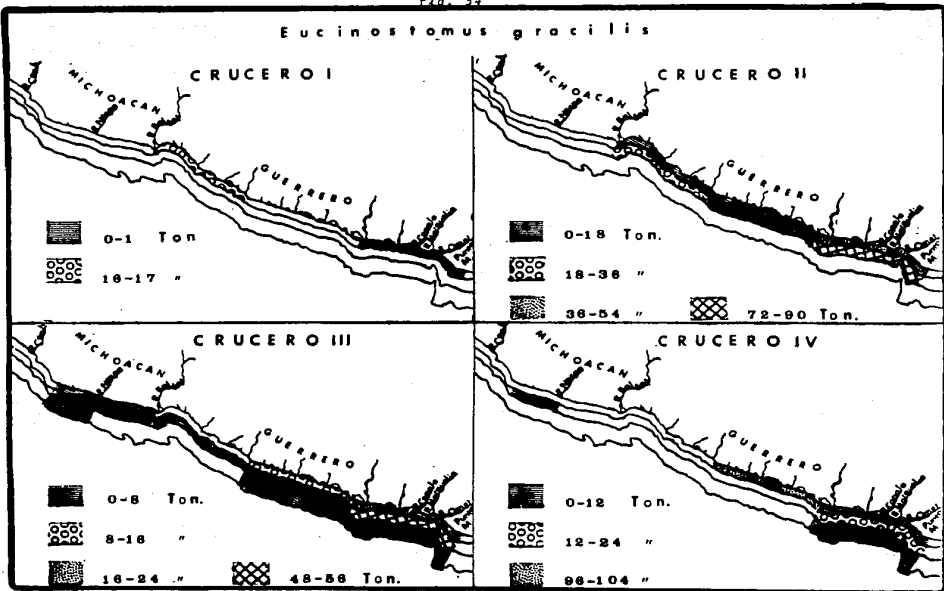 Fig. 34
Eucinostomus gracilis
CRUCERO I
MICHOACAN
GUERRERO
0-1 Ton
16-17 "
CRUCERO II
MICHOACAN
GUERRERO
0-18 Ton.
18-36 "
36-54 "
72-90 Ton.
CRUCERO III
MICHOACAN
GUERRERO
0-8 Ton.
8-16 "
16-24 "
48-56 Ton.
CRUCERO IV
MICHOACAN
GUERRERO
0-12 Ton.
12-24 "
96-104 "